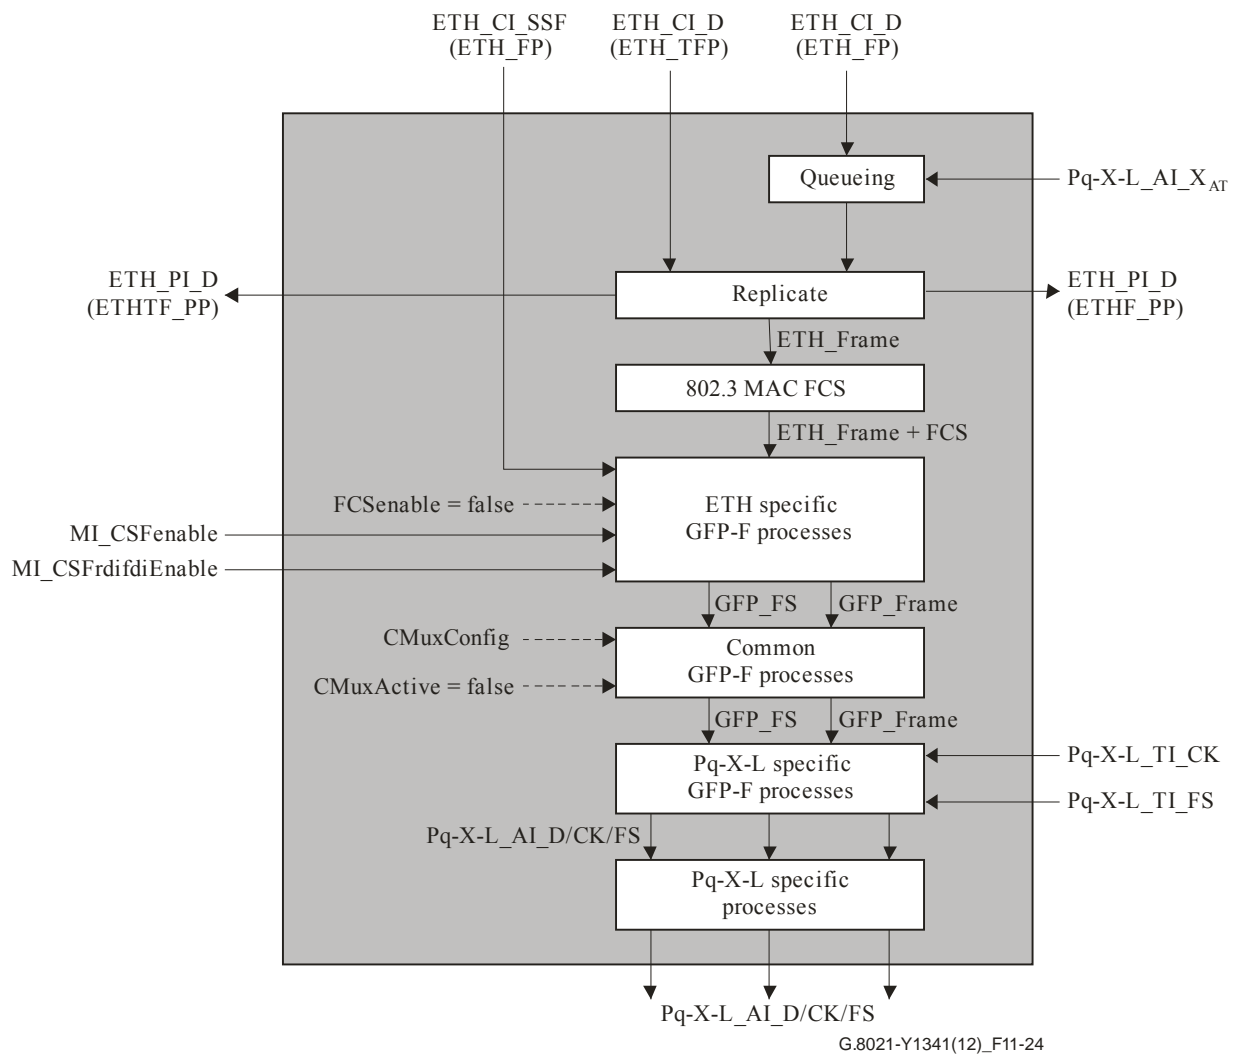 ETH_CI_SSF
(ETH_FP)
ETH_CI_D
(ETH_TFP)
ETH_CI_D
(ETH_FP)
Queueing
Pq-X-L_AI_X_AT
ETH_PI_D
(ETHTF_PP)
Replicate
ETH_PI_D
(ETHF_PP)
ETH_Frame
802.3 MAC FCS
ETH_Frame + FCS
FCSenable = false
ETH specific
GFP-F processes
MI_CSFenable
MI_CSFrdifdiEnable
GFP_FS
GFP_Frame
CMuxConfig
Common
GFP-F processes
CMuxActive = false
GFP_FS
GFP_Frame
Pq-X-L specific
GFP-F processes
Pq-X-L_TI_CK
Pq-X-L_TI_FS
Pq-X-L_AI_D/CK/FS
Pq-X-L specific
processes
Pq-X-L_AI_D/CK/FS
G.8021-Y1341(12)_F11-24